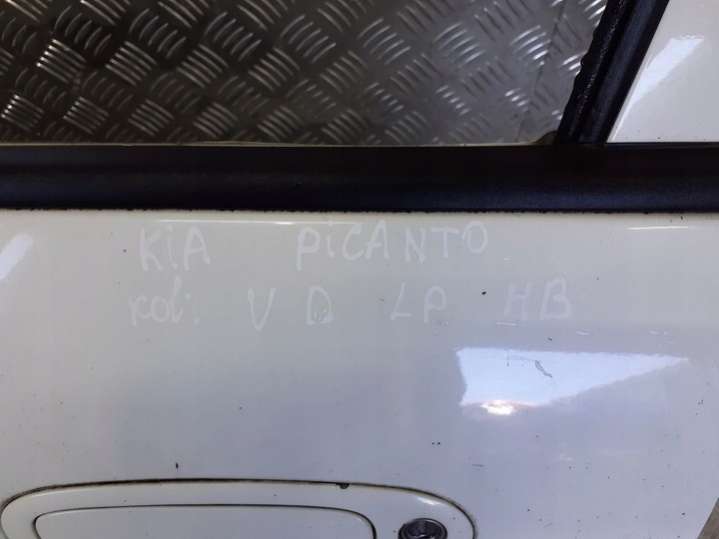 KiA PiCANTO
kol: V D LP HB